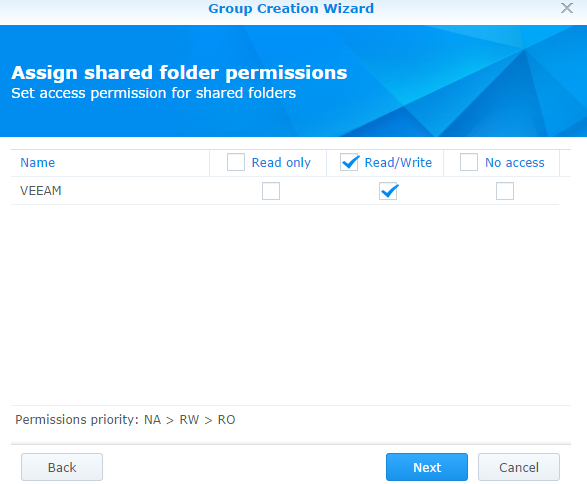 Group Creation Wizard
Assign shared folder permissions
Set access permission for shared folders
Name Read only Read/Write No access
VEEAM
Permissions priority: NA > RW > RO
Back Next Cancel